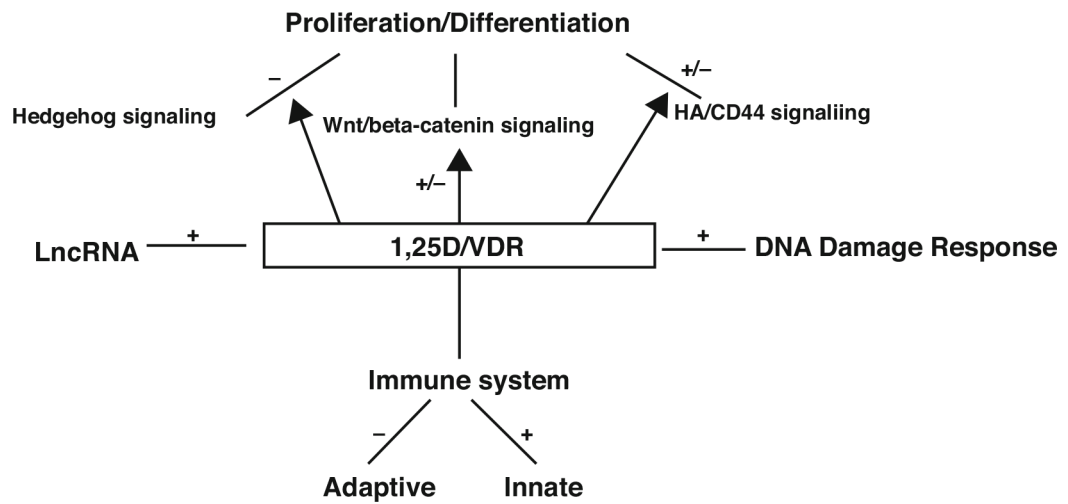 Proliferation/Differentiation
–
+/–
Hedgehog signaling
Wnt/beta-catenin signaling
HA/CD44 signaliing
+/–
LncRNA
+
1,25D/VDR
+
DNA Damage Response
Immune system
–
+
Adaptive
Innate